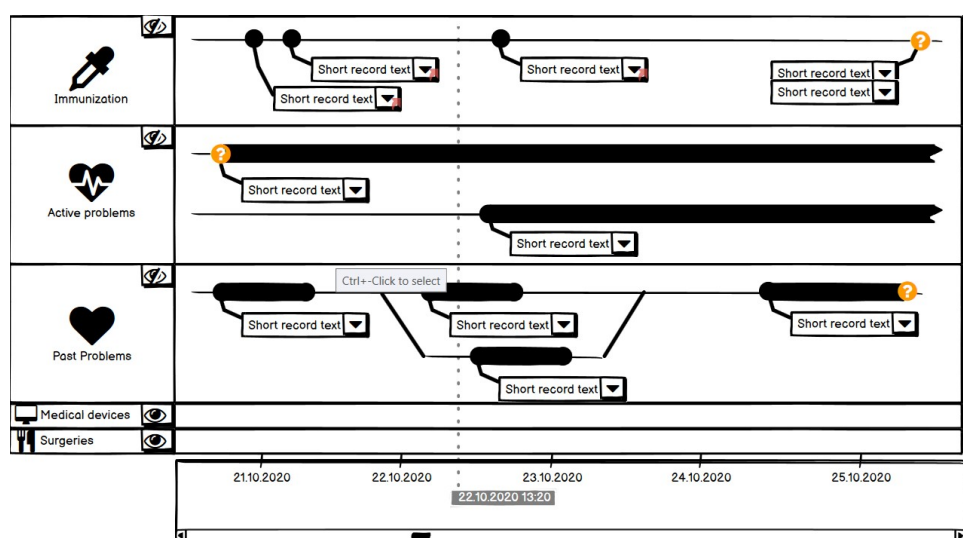 ?
Short record text
Short record text
Short record text
Short record text
Short record text
Immunization
?
Short record text
Active problems
Short record text
Ctrl+-Click to select
?
Short record text
Short record text
Short record text
Past Problems
Short record text
Medical devices
Surgeries
21.10.2020
22.10.2020
23.10.2020
24.10.2020
25.10.2020
22.10.2020 13:20